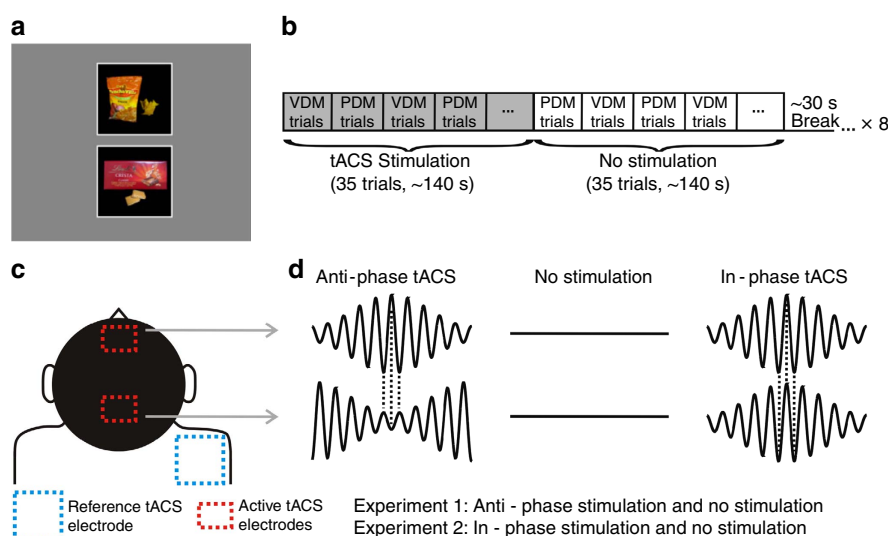 a
b
VDM trials PDM trials VDM trials PDM trials ... PDM trials VDM trials PDM trials VDM trials ... ~30 s Break ... × 8
tACS Stimulation
(35 trials, ~140 s)
No stimulation
(35 trials, ~140 s)
c
d
Anti-phase tACS
No stimulation
In-phase tACS
Reference tACS
electrode
Active tACS
electrodes
Experiment 1: Anti-phase stimulation and no stimulation
Experiment 2: In-phase stimulation and no stimulation